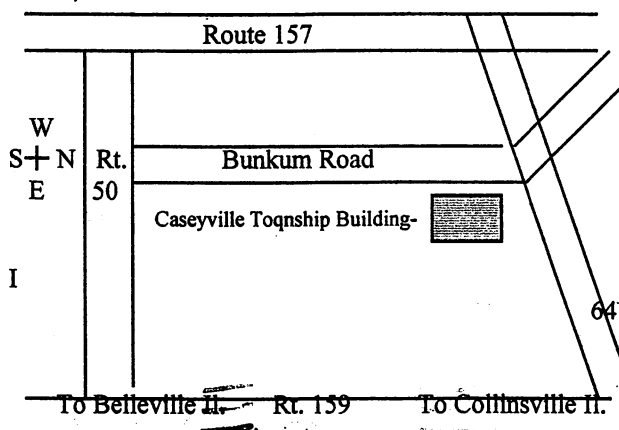 Route 157
W
S N
E
Rt.
50
Bunkum Road
Caseyville Toqnship Building-
I
64
To Belleville Il. Rt. 159 To Collinsville Il.